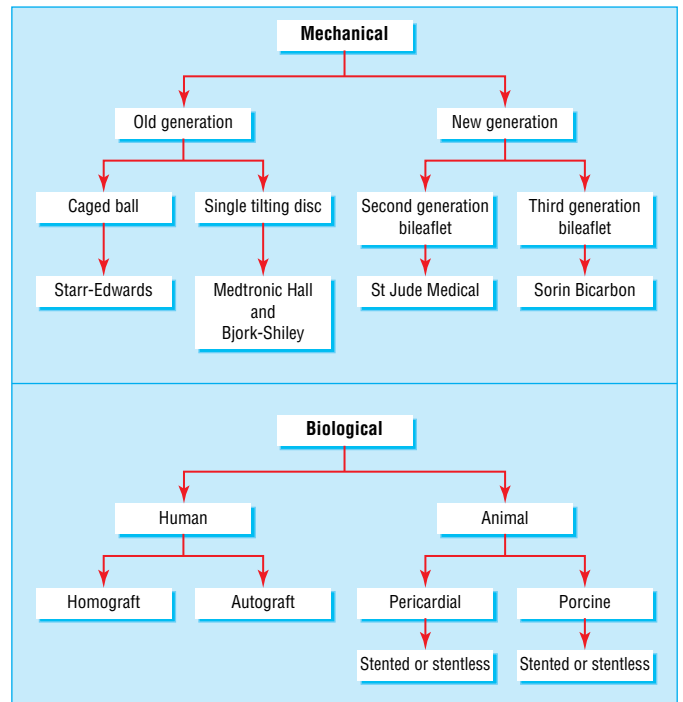 Mechanical
Old generation
New generation
Caged ball
Single tilting disc
Second generation
bileaflet
Third generation
bileaflet
Starr-Edwards
Medtronic Hall
and
Bjork-Shiley
St Jude Medical
Sorin Bicarbon
Biological
Human
Animal
Homograft
Autograft
Pericardial
Porcine
Stented or stentless
Stented or stentless